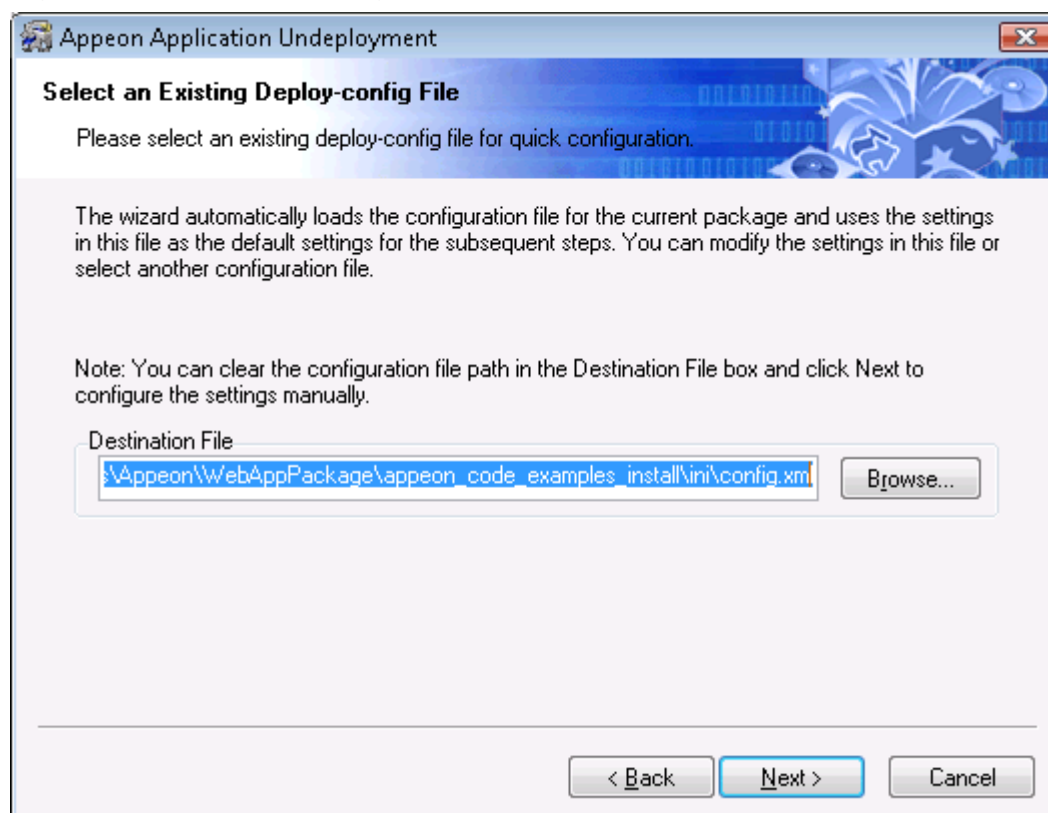 Appeon Application Undeployment
Select an Existing Deploy-config File
Please select an existing deploy-config file for quick configuration.
The wizard automatically loads the configuration file for the current package and uses the settings
in this file as the default settings for the subsequent steps. You can modify the settings in this file or
select another configuration file.
Note: You can clear the configuration file path in the Destination File box and click Next to
configure the settings manually.
Destination File
s\Appeon\WebAppPackage\appeon_code_examples_install\ini\config.xml
Browse...
< Back
Next >
Cancel